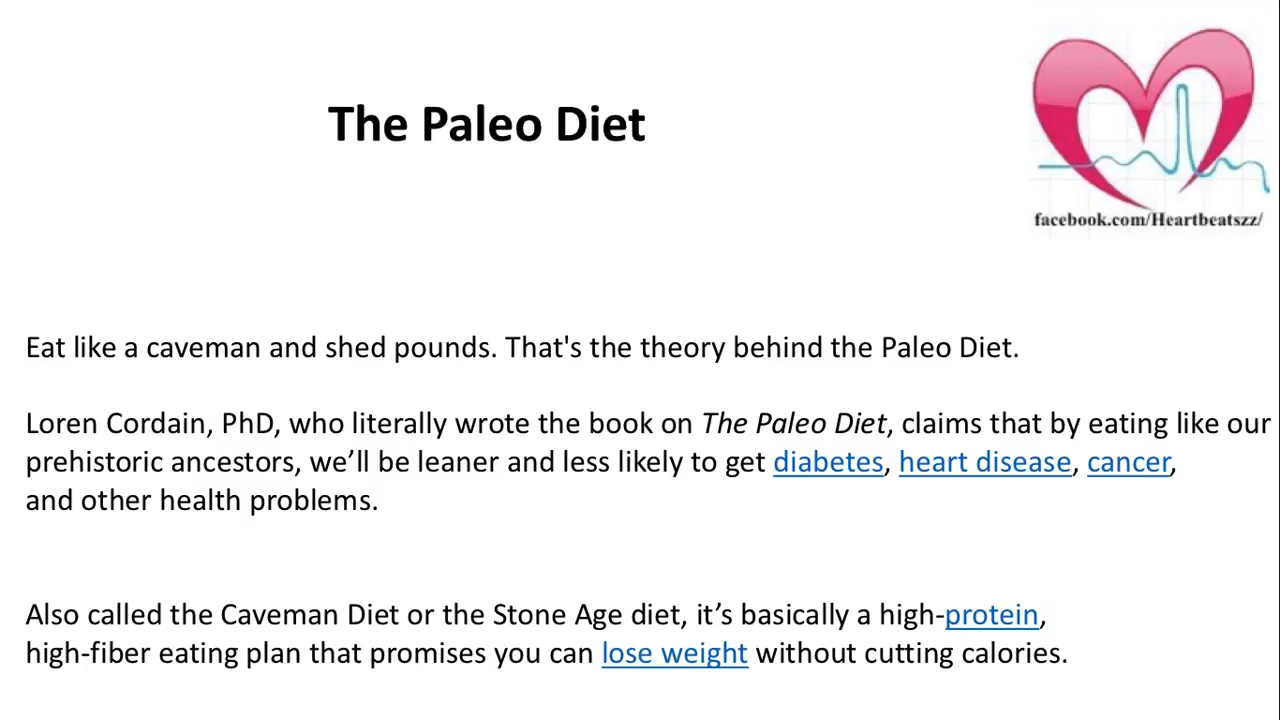 The Paleo Diet
facebook.com/Heartbeatszz/
Eat like a caveman and shed pounds. That's the theory behind the Paleo Diet.
Loren Cordain, PhD, who literally wrote the book on The Paleo Diet, claims that by eating like our
prehistoric ancestors, we’ll be leaner and less likely to get diabetes, heart disease, cancer,
and other health problems.
Also called the Caveman Diet or the Stone Age diet, it’s basically a high-protein,
high-fiber eating plan that promises you can lose weight without cutting calories.